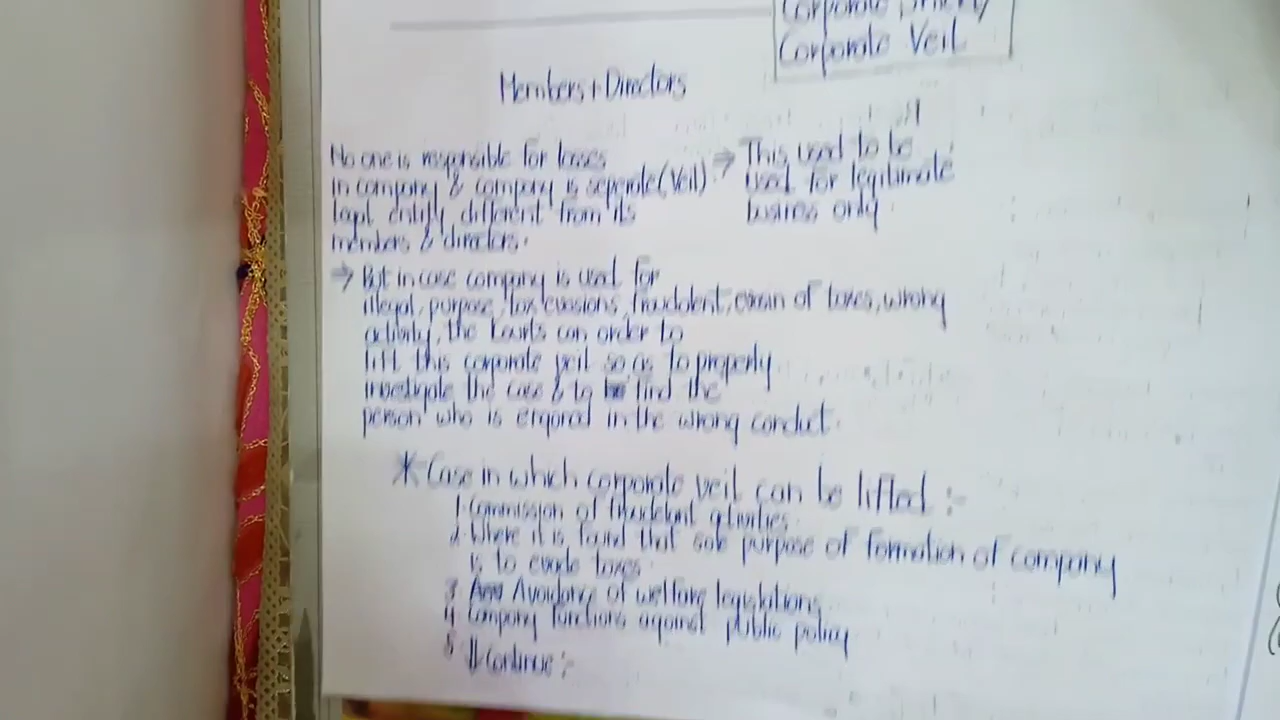 Corporate
Corporate Veil
Members + Directors
No one is responsible for losses
in company & company is seperate (Veil)
legal entity, different from its
members & directors.
⇒ This used to be
used for legitimate
business only
⇒ But in case company is used for
illegal, purpose, tax evasions, fraudolent, evasin of taxes, wrong
activity, the Courts can order to
lift this corporate veil so as to properly
investigate the case & to find the
person who is engaged in the wrong conduct.
* Case in which corporate veil can be lifted :-
1. Commission of fraudelant activities
2. Where it is found that sole purpose of formation of company
is to evade taxes
3. Avoidance of welfare legislations
4. Company functions against public policy
5
⇓ Continue :-